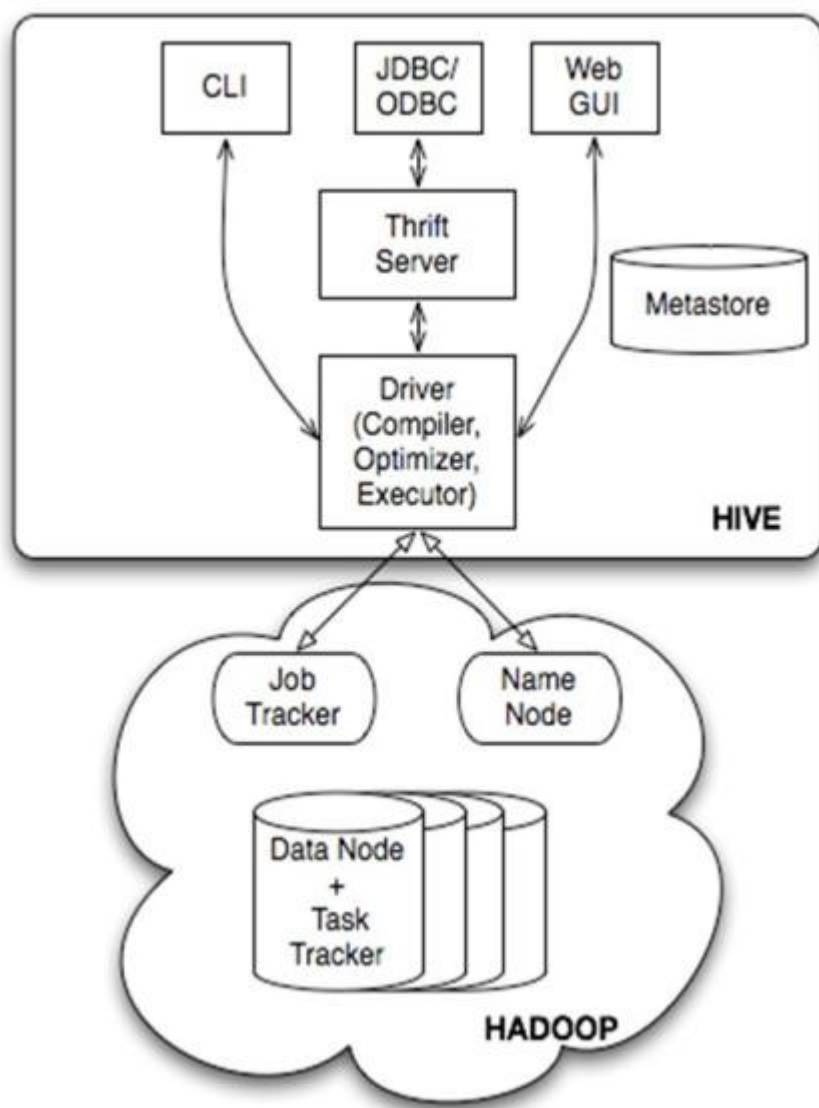 CLI
JDBC/
ODBC
Web
GUI
Thrift
Server
Metastore
Driver
(Compiler,
Optimizer,
Executor)
HIVE
Job
Tracker
Name
Node
Data Node
+
Task
Tracker
HADOOP